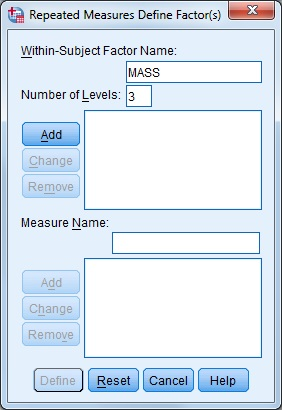 Repeated Measures Define Factor(s)
Within-Subject Factor Name:
MASS
Number of Levels: 3
Add
Change
Remove
Measure Name:
Add
Change
Remove
Define Reset Cancel Help